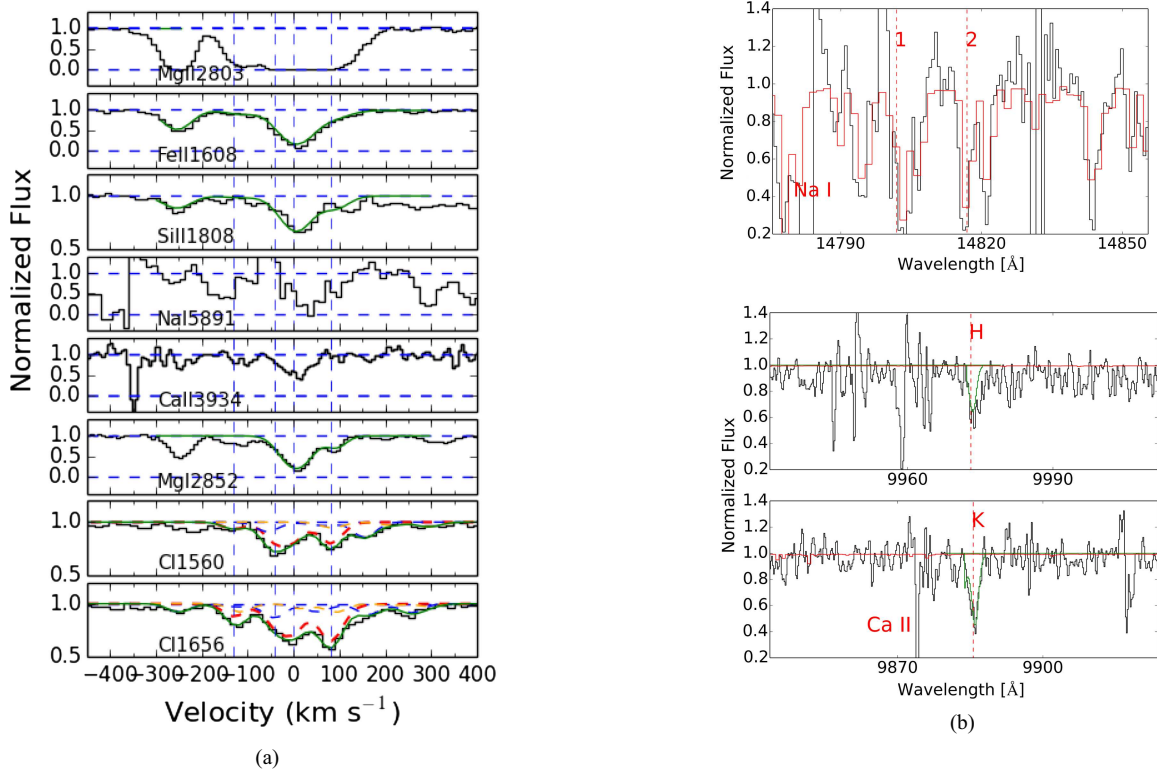 1.0
0.5
0.0
MgII2803
1.0
0.5
0.0
FeII1608
1.0
SiII1808
0.5
1.0
0.5
0.0
NaI5891
1.0
0.5
0.0
CaII3934
1.0
0.5
0.0
MgI2852
1.0
CI1560
0.5
1.0
CI1656
0.5
−400 −300 −200 −100 0 100 200 300 400
Normalized Flux
Velocity (km s−1)
(a)
1.4
1.2
1.0
0.8
0.6
0.4
0.2
1 2
Na I
14790 14820 14850
Normalized Flux
Wavelength [Å]
1.4
1.2
1.0
0.8
0.6
0.4
0.2
H
9960 9990
Normalized Flux
1.4
1.2
1.0
0.8
0.6
0.4
0.2
K
Ca II
9870 9900
Normalized Flux
Wavelength [Å]
(b)